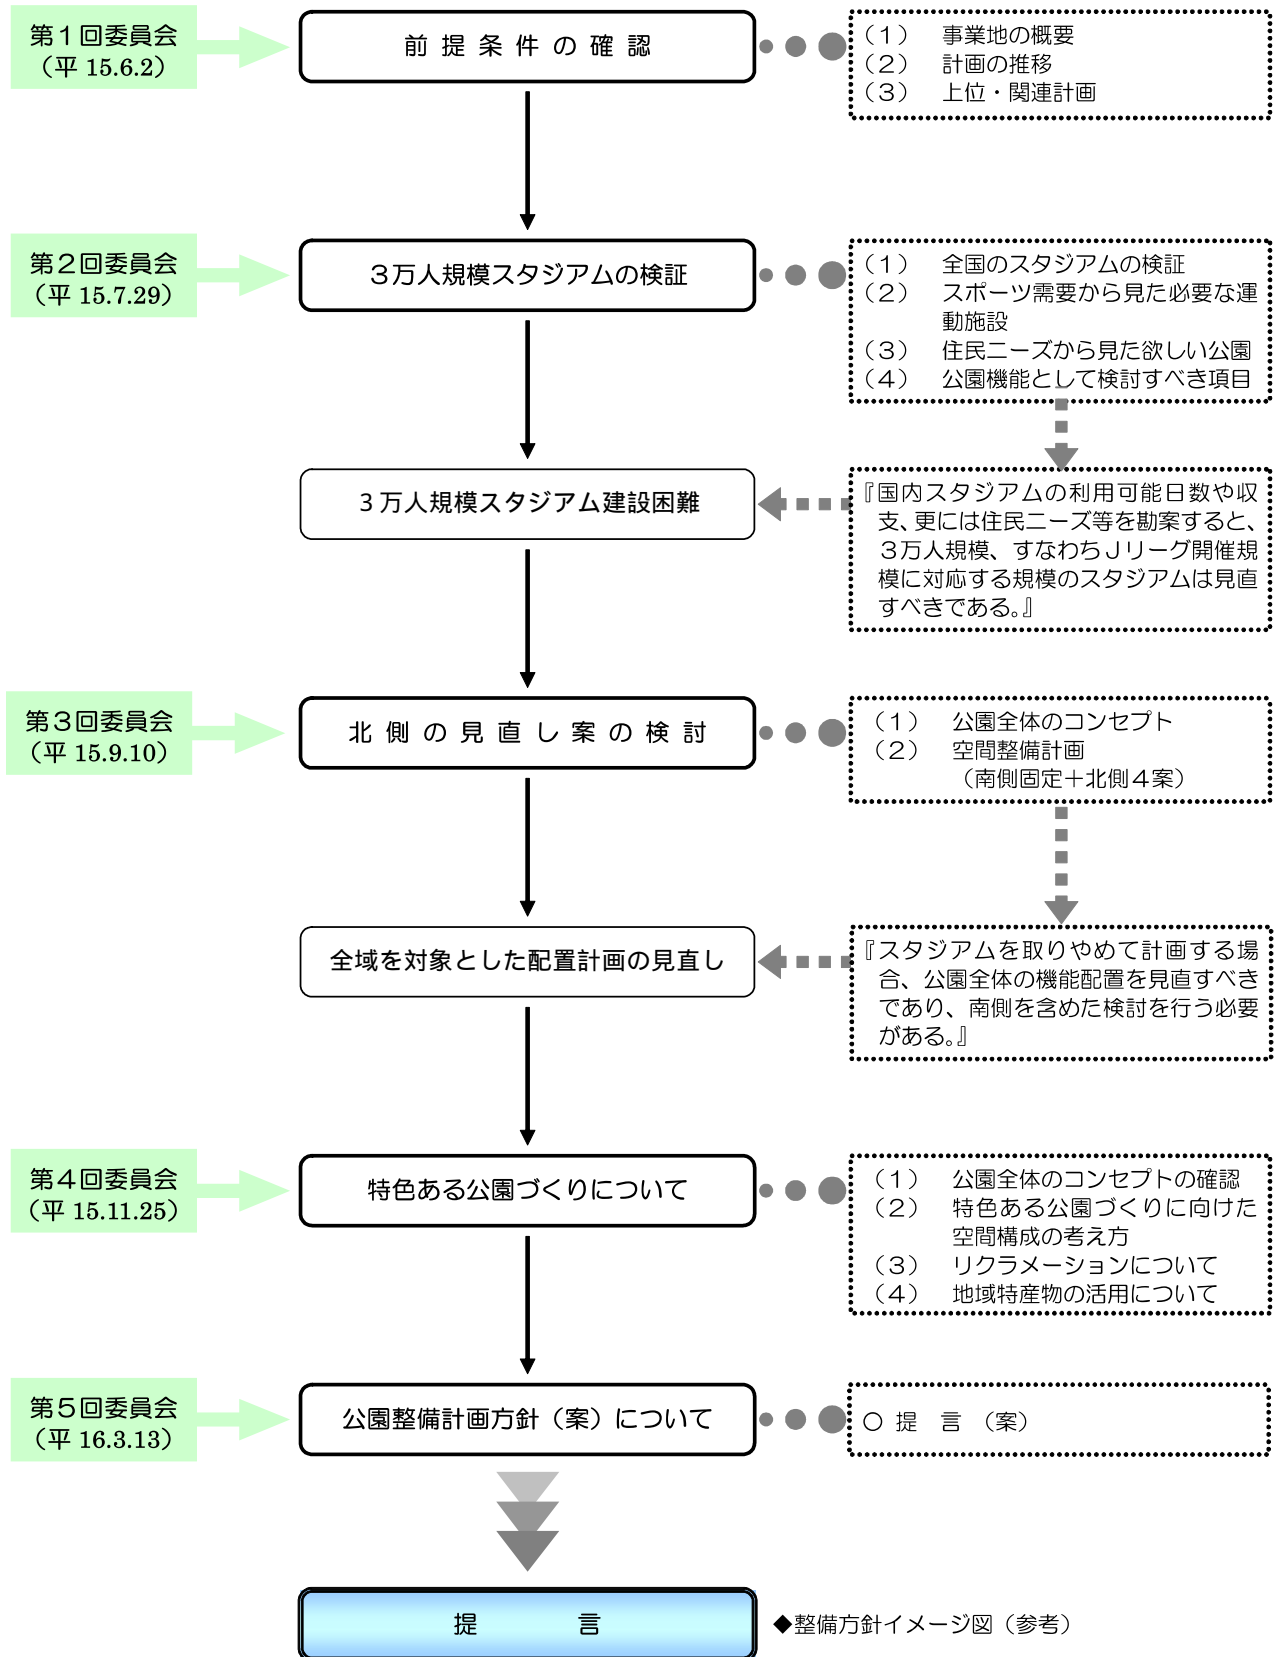 第１回委員会
（平 15.6.2）
前 提 条 件 の 確 認
（１）　事業地の概要
（２）　計画の推移
（３）　上位・関連計画
第２回委員会
（平 15.7.29）
３万人規模スタジアムの検証
（１）　全国のスタジアムの検証
（２）　スポーツ需要から見た必要な運
動施設
（３）　住民ニーズから見た欲しい公園
（４）　公園機能として検討すべき項目
３万人規模スタジアム建設困難
『国内スタジアムの利用可能日数や収
支、更には住民ニーズ等を勘案すると、
３万人規模、すなわちＪリーグ開催規
模に対応する規模のスタジアムは見直
すべきである。』
第３回委員会
（平 15.9.10）
北 側 の 見 直 し 案 の 検 討
（１）　公園全体のコンセプト
（２）　空間整備計画
（南側固定＋北側４案）
全域を対象とした配置計画の見直し
『スタジアムを取りやめて計画する場
合、公園全体の機能配置を見直すべき
であり、南側を含めた検討を行う必要
がある。』
第４回委員会
（平 15.11.25）
特色ある公園づくりについて
（１）　公園全体のコンセプトの確認
（２）　特色ある公園づくりに向けた
空間構成の考え方
（３）　リクラメーションについて
（４）　地域特産物の活用について
第５回委員会
（平 16.3.13）
公園整備計画方針（案）について
○ 提　言 （案）
提　　　　言
◆整備方針イメージ図（参考）